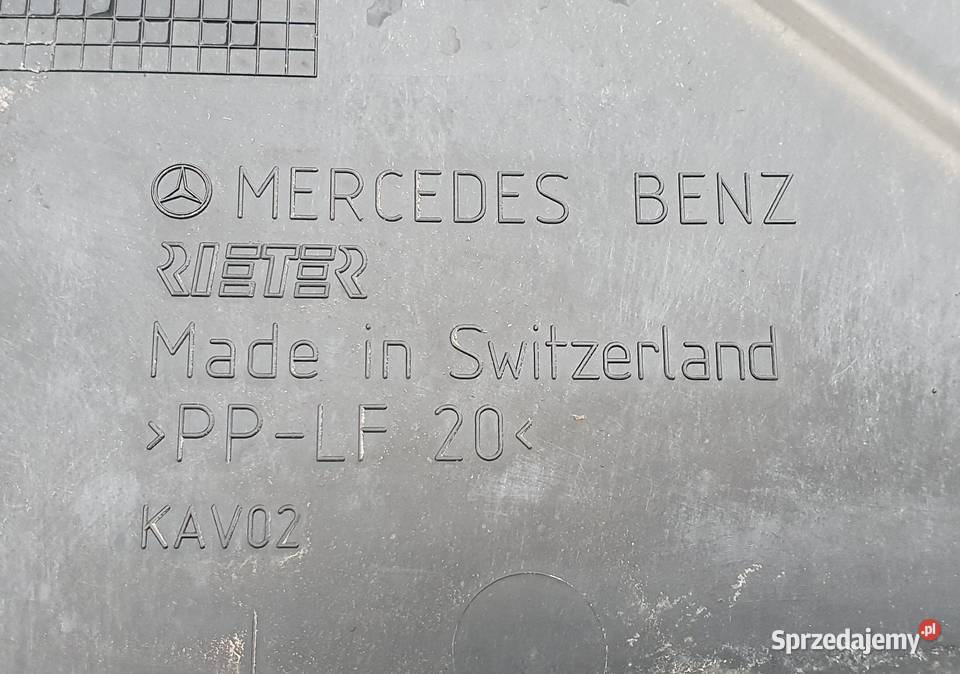 MERCEDES BENZ
RIETER
Made in Switzerland
>PP-LF 20<
KAV02
Sprzedajemy.pl